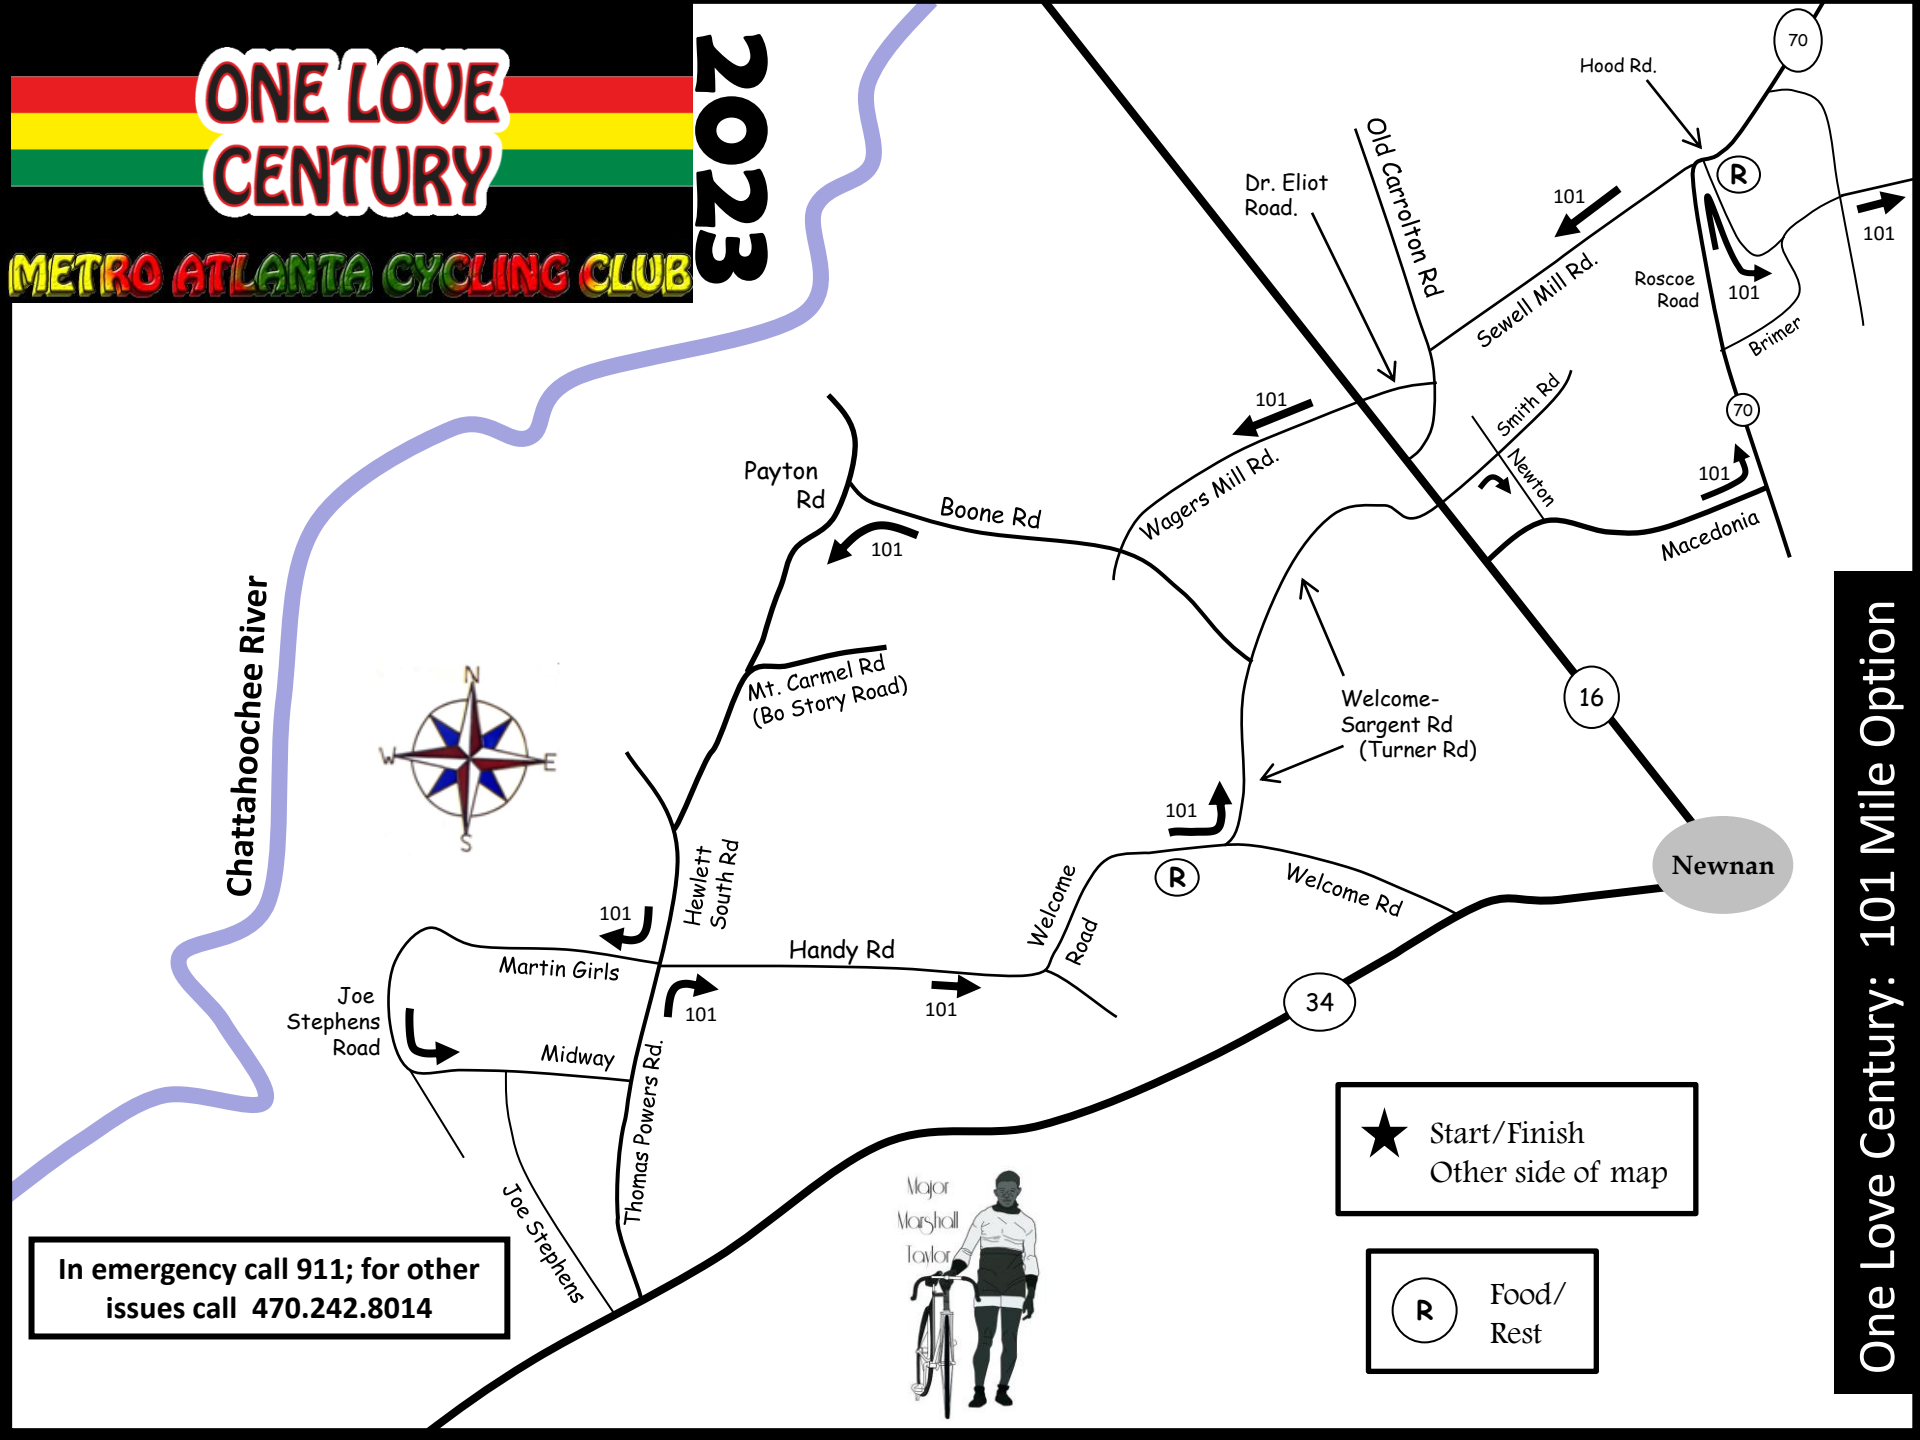 ONE LOVE
CENTURY
METRO ATLANTA CYCLING CLUB
2023
70
Hood Rd.
R
101
101
Old Carrolton Rd
Dr. Eliot
Road.
Sewell Mill Rd.
Roscoe
Road
101
Brimer
70
Smith Rd
Newton
101
Macedonia
101
Wagers Mill Rd.
Payton
Rd
Boone Rd
101
Mt. Carmel Rd
(Bo Story Road)
Chattahoochee River
N
W
E
S
Welcome-
Sargent Rd
(Turner Rd)
16
101
R
Newnan
Welcome Rd
Welcome
Road
Hewlett
South Rd
101
Martin Girls
Handy Rd
101
101
Joe
Stephens
Road
Midway
34
Thomas Powers Rd.
Joe Stephens
Major
Marshall
Taylor
Start/Finish
Other side of map
R
Food/
Rest
In emergency call 911; for other
issues call 470.242.8014
One Love Century: 101 Mile Option